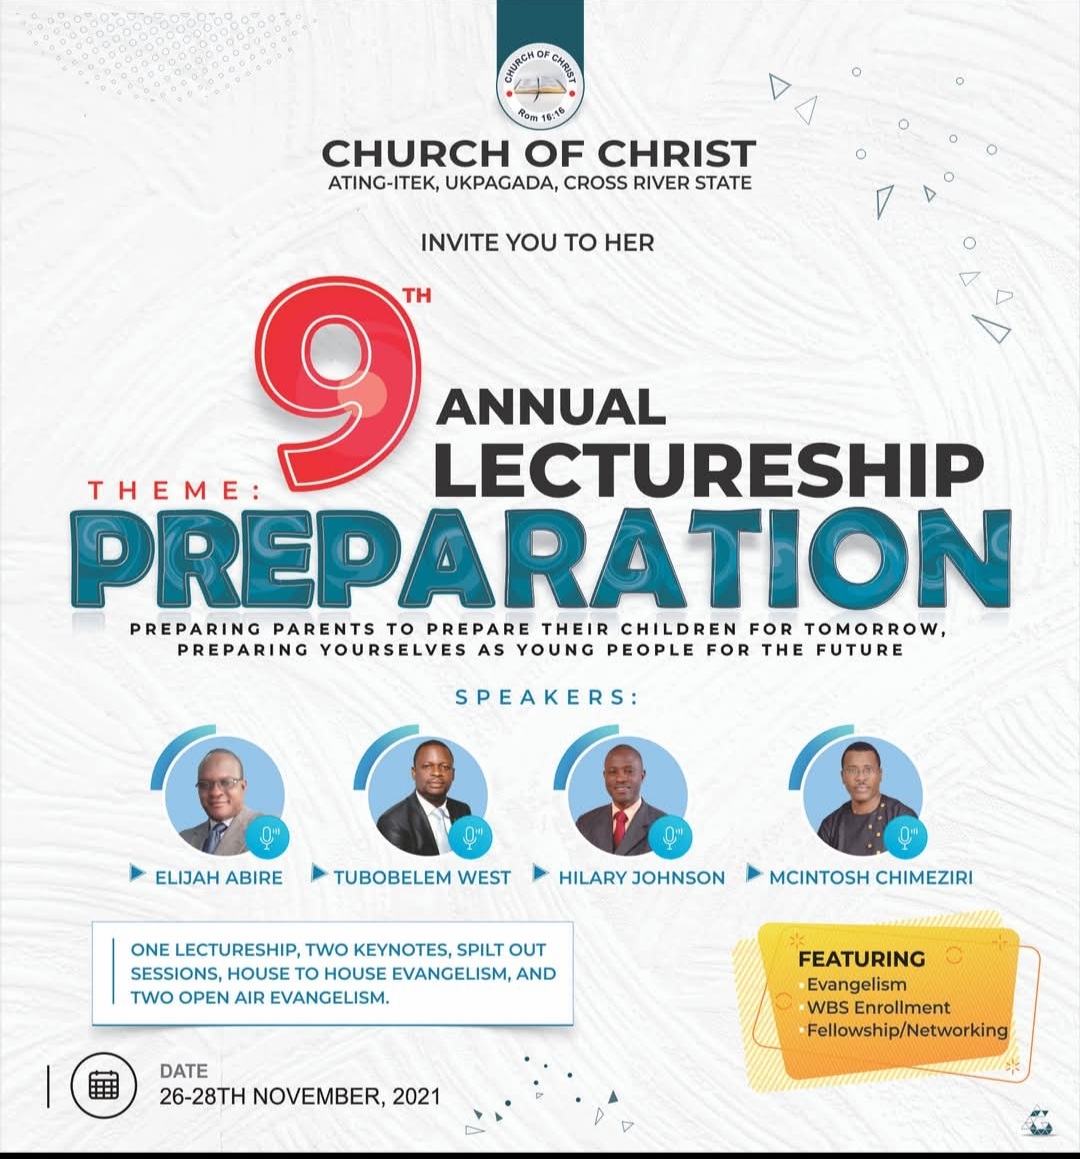 CHURCH OF CHRIST
Rom 16:16
CHURCH OF CHRIST
ATING-ITEK, UKPAGADA, CROSS RIVER STATE
INVITE YOU TO HER
9TH
ANNUAL
LECTURESHIP
THEME:
PREPARATION
PREPARING PARENTS TO PREPARE THEIR CHILDREN FOR TOMORROW,
PREPARING YOURSELVES AS YOUNG PEOPLE FOR THE FUTURE
SPEAKERS:
ELIJAH ABIRE
TUBOBELEM WEST
HILARY JOHNSON
MCINTOSH CHIMEZIRI
ONE LECTURESHIP, TWO KEYNOTES, SPILT OUT
SESSIONS, HOUSE TO HOUSE EVANGELISM, AND
TWO OPEN AIR EVANGELISM.
FEATURING
Evangelism
WBS Enrollment
Fellowship/Networking
DATE
26-28TH NOVEMBER, 2021